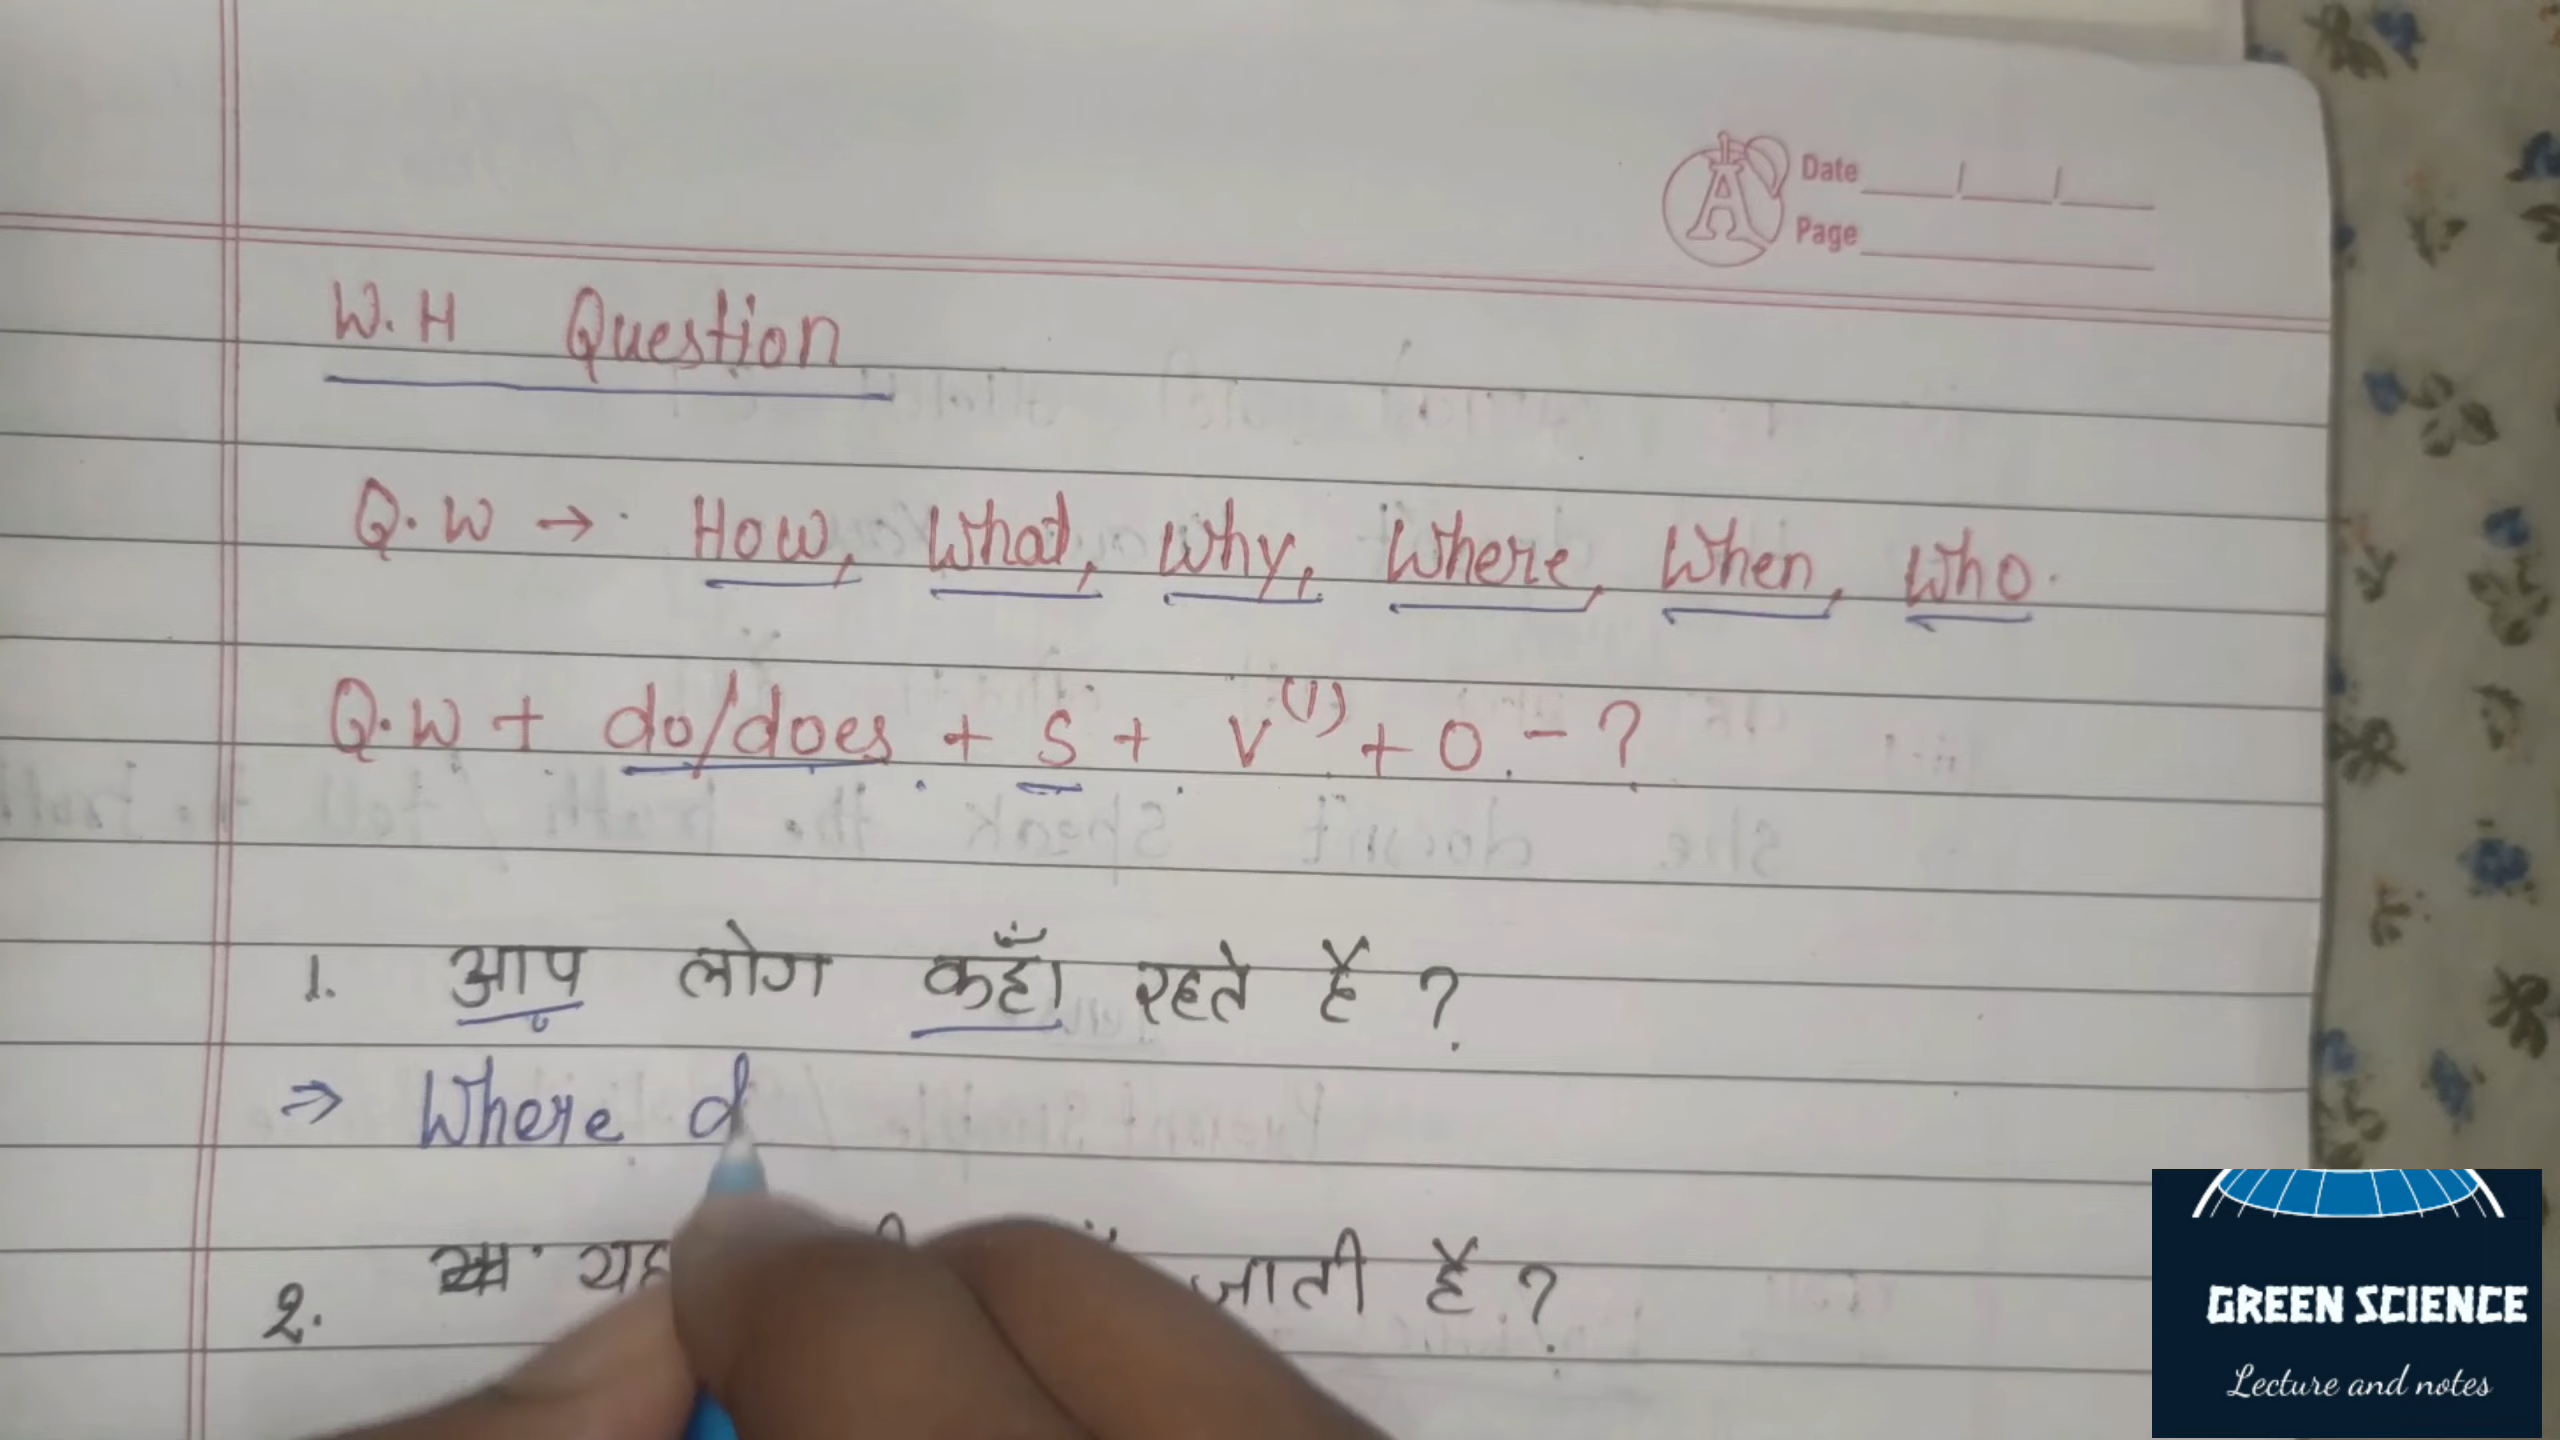 Date
Page
W.H Question
Q.W → How, What, Why, Where, When, Who.
Q.W + do/does + S + V(1) + O - ?
1. आप लोग कहाँ रहते हैं ?
⇒ Where d
2. यह जाती है ?
GREEN SCIENCE
Lecture and notes